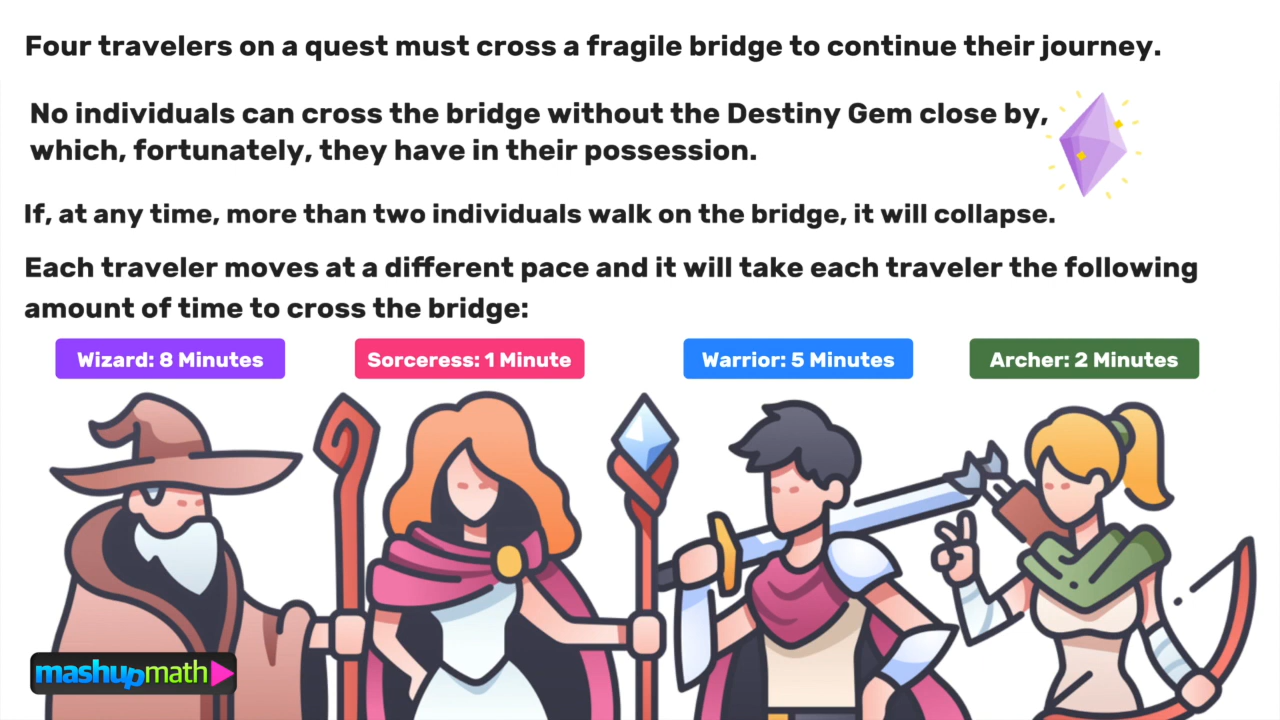 Four travelers on a quest must cross a fragile bridge to continue their journey.
No individuals can cross the bridge without the Destiny Gem close by,
which, fortunately, they have in their possession.
If, at any time, more than two individuals walk on the bridge, it will collapse.
Each traveler moves at a different pace and it will take each traveler the following
amount of time to cross the bridge:
Wizard: 8 Minutes
Sorceress: 1 Minute
Warrior: 5 Minutes
Archer: 2 Minutes
mashupmath